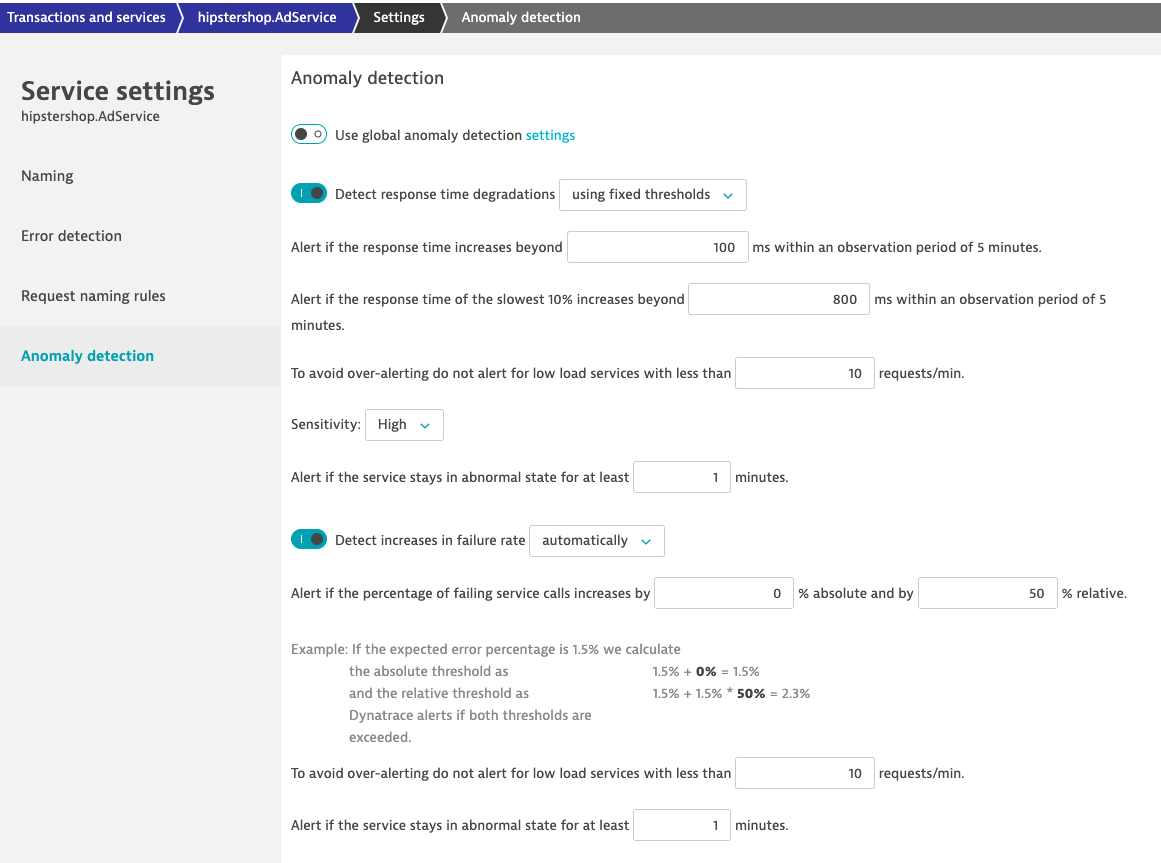 Transactions and services hipstershop.AdService Settings Anomaly detection
Service settings
hipstershop.AdService
Naming
Error detection
Request naming rules
Anomaly detection
Anomaly detection
Use global anomaly detection settings
Detect response time degradations using fixed thresholds
Alert if the response time increases beyond 100 ms within an observation period of 5 minutes.
Alert if the response time of the slowest 10% increases beyond 800 ms within an observation period of 5
minutes.
To avoid over-alerting do not alert for low load services with less than 10 requests/min.
Sensitivity: High
Alert if the service stays in abnormal state for at least 1 minutes.
Detect increases in failure rate automatically
Alert if the percentage of failing service calls increases by 0 % absolute and by 50 % relative.
Example: If the expected error percentage is 1.5% we calculate
the absolute threshold as 1.5% + 0% = 1.5%
and the relative threshold as 1.5% + 1.5% * 50% = 2.3%
Dynatrace alerts if both thresholds are
exceeded.
To avoid over-alerting do not alert for low load services with less than 10 requests/min.
Alert if the service stays in abnormal state for at least 1 minutes.